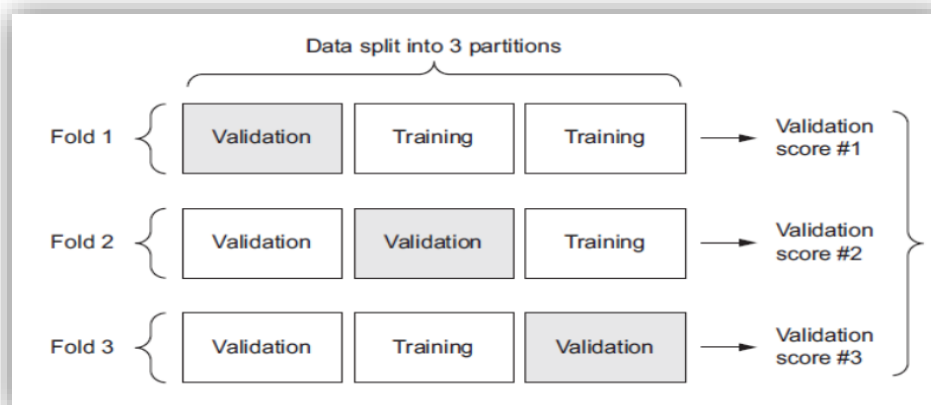 Data split into 3 partitions
Fold 1
Validation
Training
Training
Validation
score #1
Fold 2
Validation
Validation
Training
Validation
score #2
Fold 3
Validation
Training
Validation
Validation
score #3